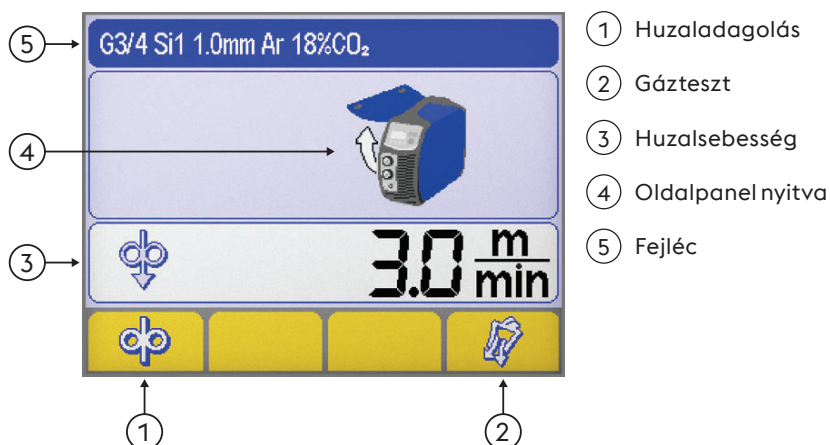 G3/4 Si1 1.0mm Ar 18%CO₂
3.0 m/min
5
4
3
1
2
1 Huzaladagolás
2 Gázteszt
3 Huzalsebesség
4 Oldalpanel nyitva
5 Fejléc